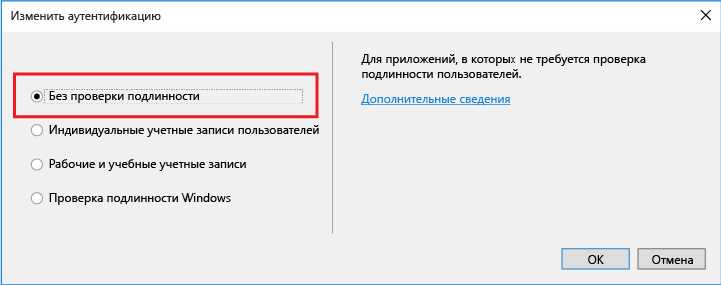 Изменить аутентификацию
Без проверки подлинности
Индивидуальные учетные записи пользователей
Рабочие и учебные учетные записи
Проверка подлинности Windows
Для приложений, в которых не требуется проверка
подлинности пользователей.
Дополнительные сведения
ОК
Отмена